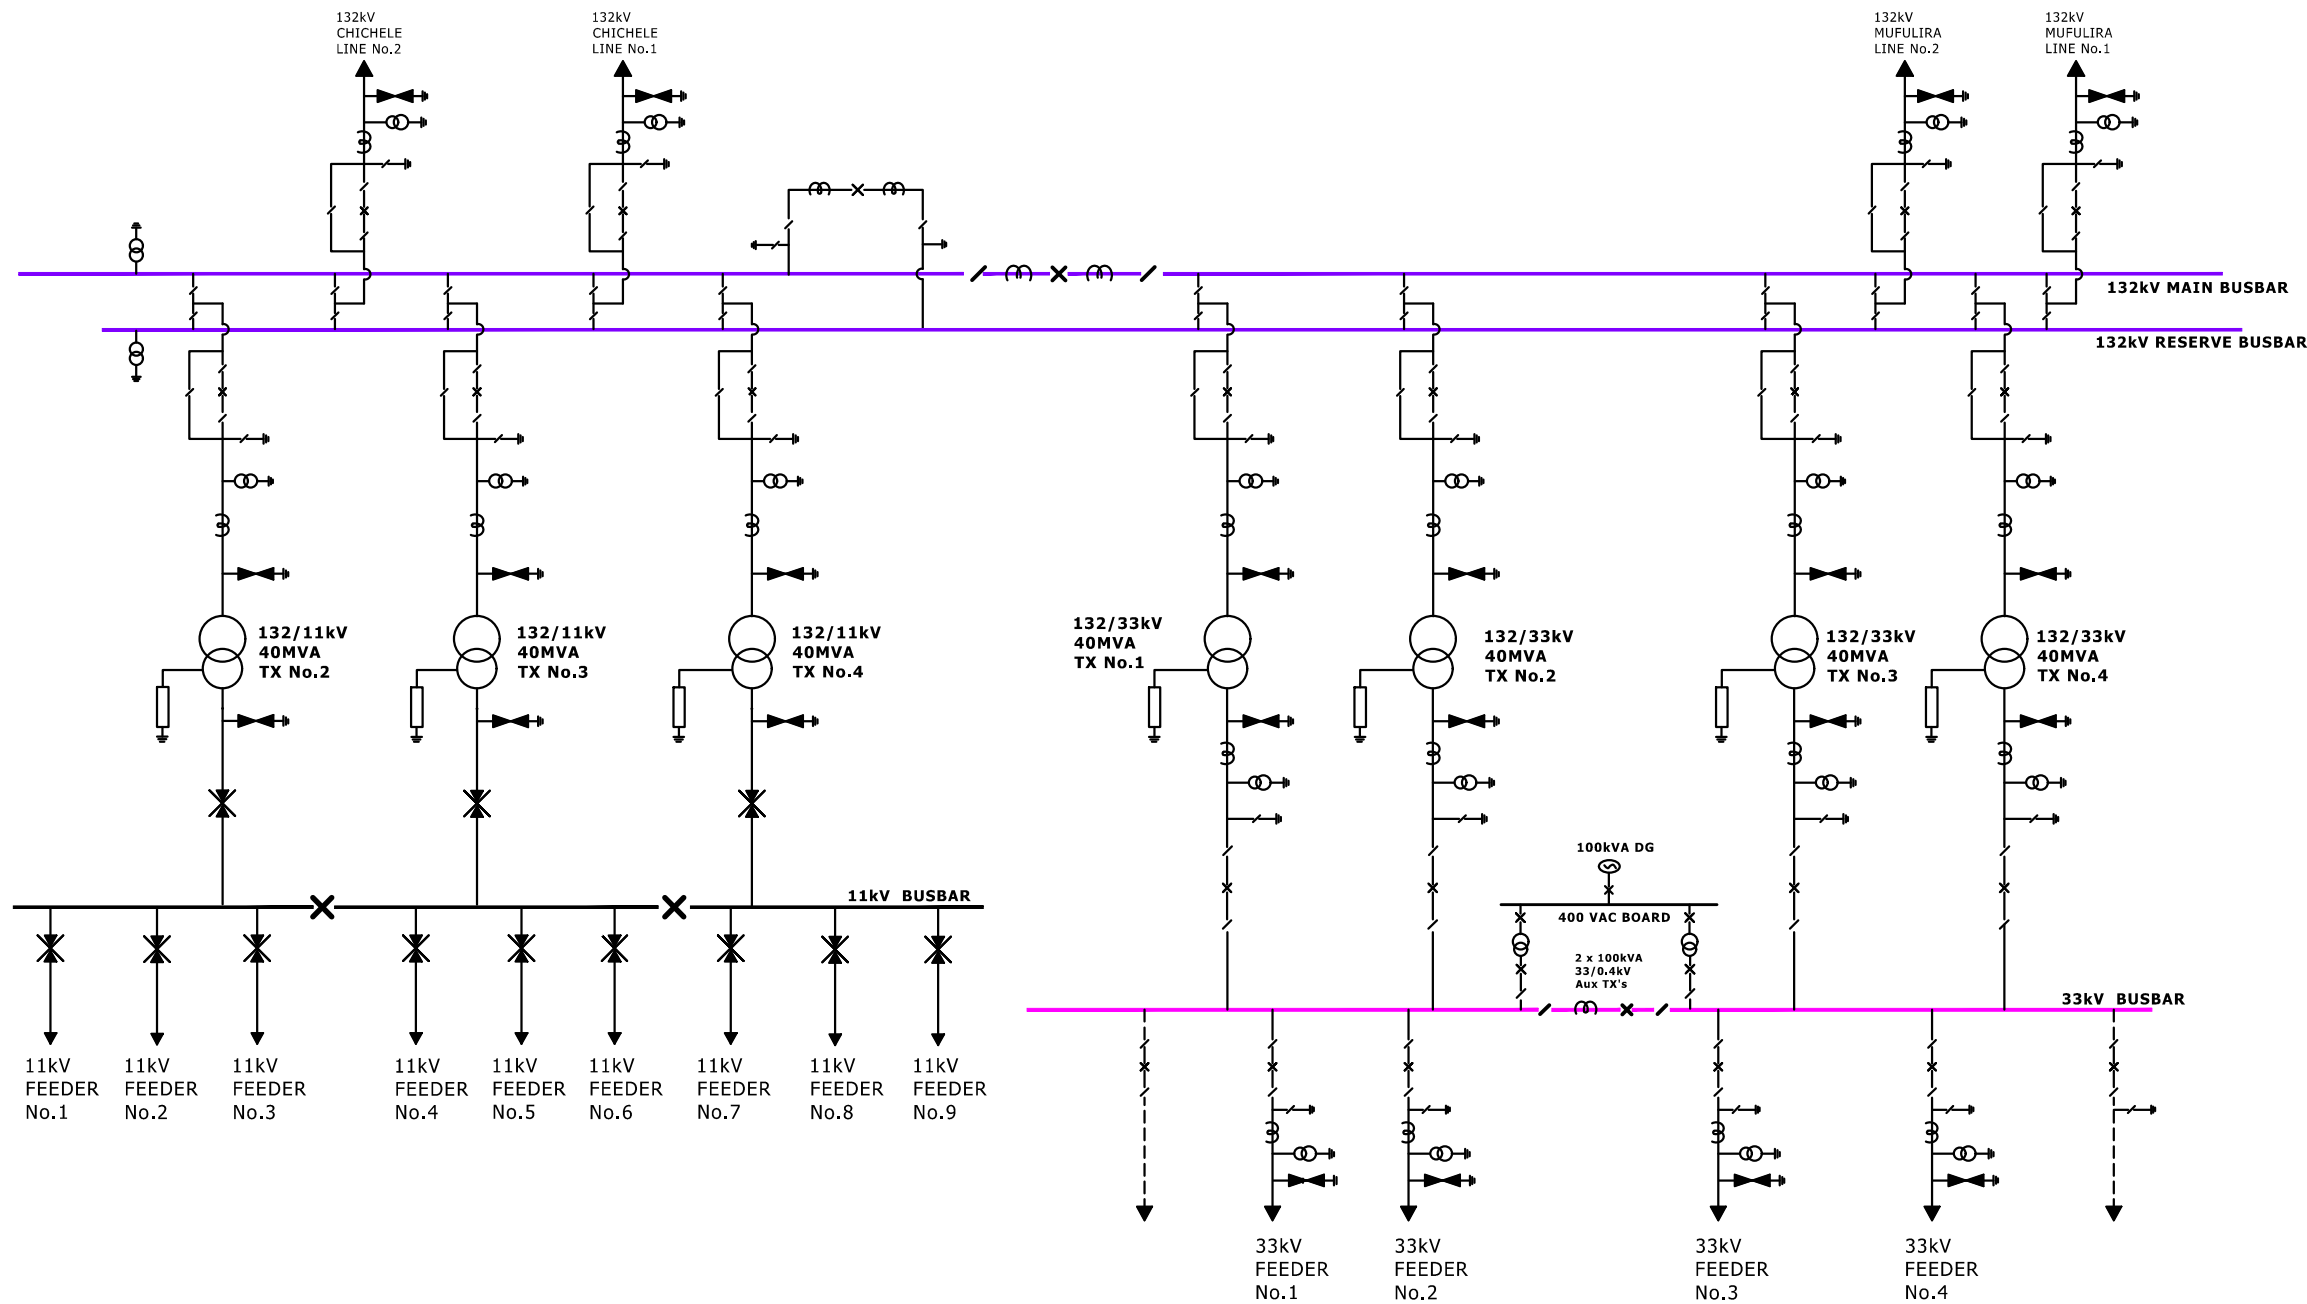 132kV
CHICHELE
LINE No.2
132kV
CHICHELE
LINE No.1
132kV
MUFULIRA
LINE No.2
132kV
MUFULIRA
LINE No.1
132kV MAIN BUSBAR
132kV RESERVE BUSBAR
132/11kV
40MVA
TX No.2
132/11kV
40MVA
TX No.3
132/11kV
40MVA
TX No.4
132/33kV
40MVA
TX No.1
132/33kV
40MVA
TX No.2
132/33kV
40MVA
TX No.3
132/33kV
40MVA
TX No.4
100kVA DG
11kV BUSBAR
400 VAC BOARD
2 x 100kVA
33/0.4kV
Aux TX's
33kV BUSBAR
11kV
FEEDER
No.1
11kV
FEEDER
No.2
11kV
FEEDER
No.3
11kV
FEEDER
No.4
11kV
FEEDER
No.5
11kV
FEEDER
No.6
11kV
FEEDER
No.7
11kV
FEEDER
No.8
11kV
FEEDER
No.9
33kV
FEEDER
No.1
33kV
FEEDER
No.2
33kV
FEEDER
No.3
33kV
FEEDER
No.4